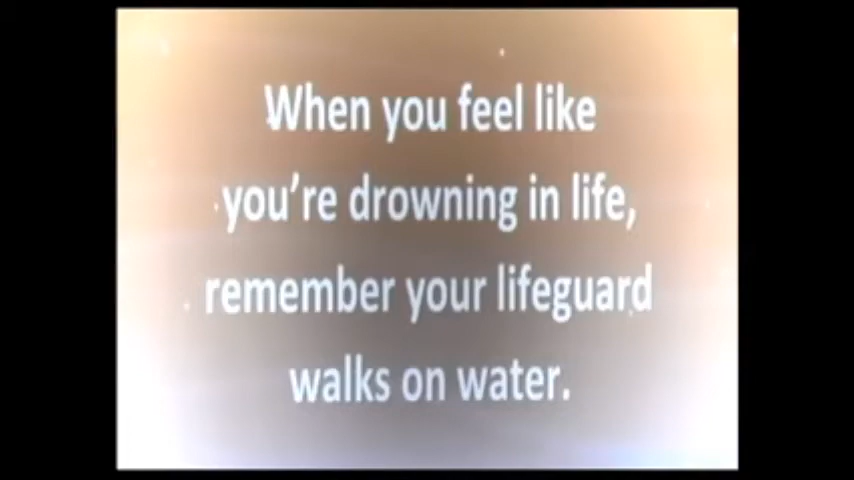 When you feel like
you're drowning in life,
remember your lifeguard
walks on water.